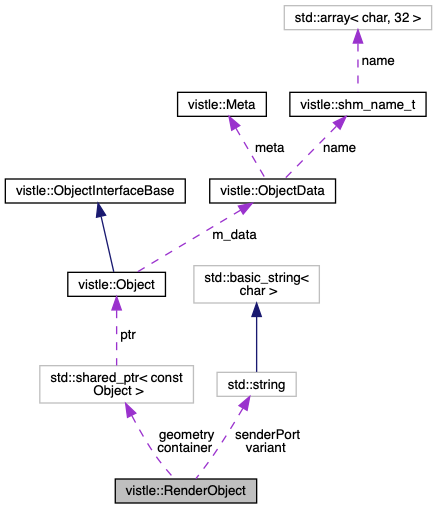 std::array< char, 32 >
name
vistle::Meta
vistle::shm_name_t
meta
name
vistle::ObjectInterfaceBase
vistle::ObjectData
m_data
vistle::Object
std::basic_string<
char >
ptr
std::shared_ptr< const
Object >
std::string
geometry
container
senderPort
variant
vistle::RenderObject